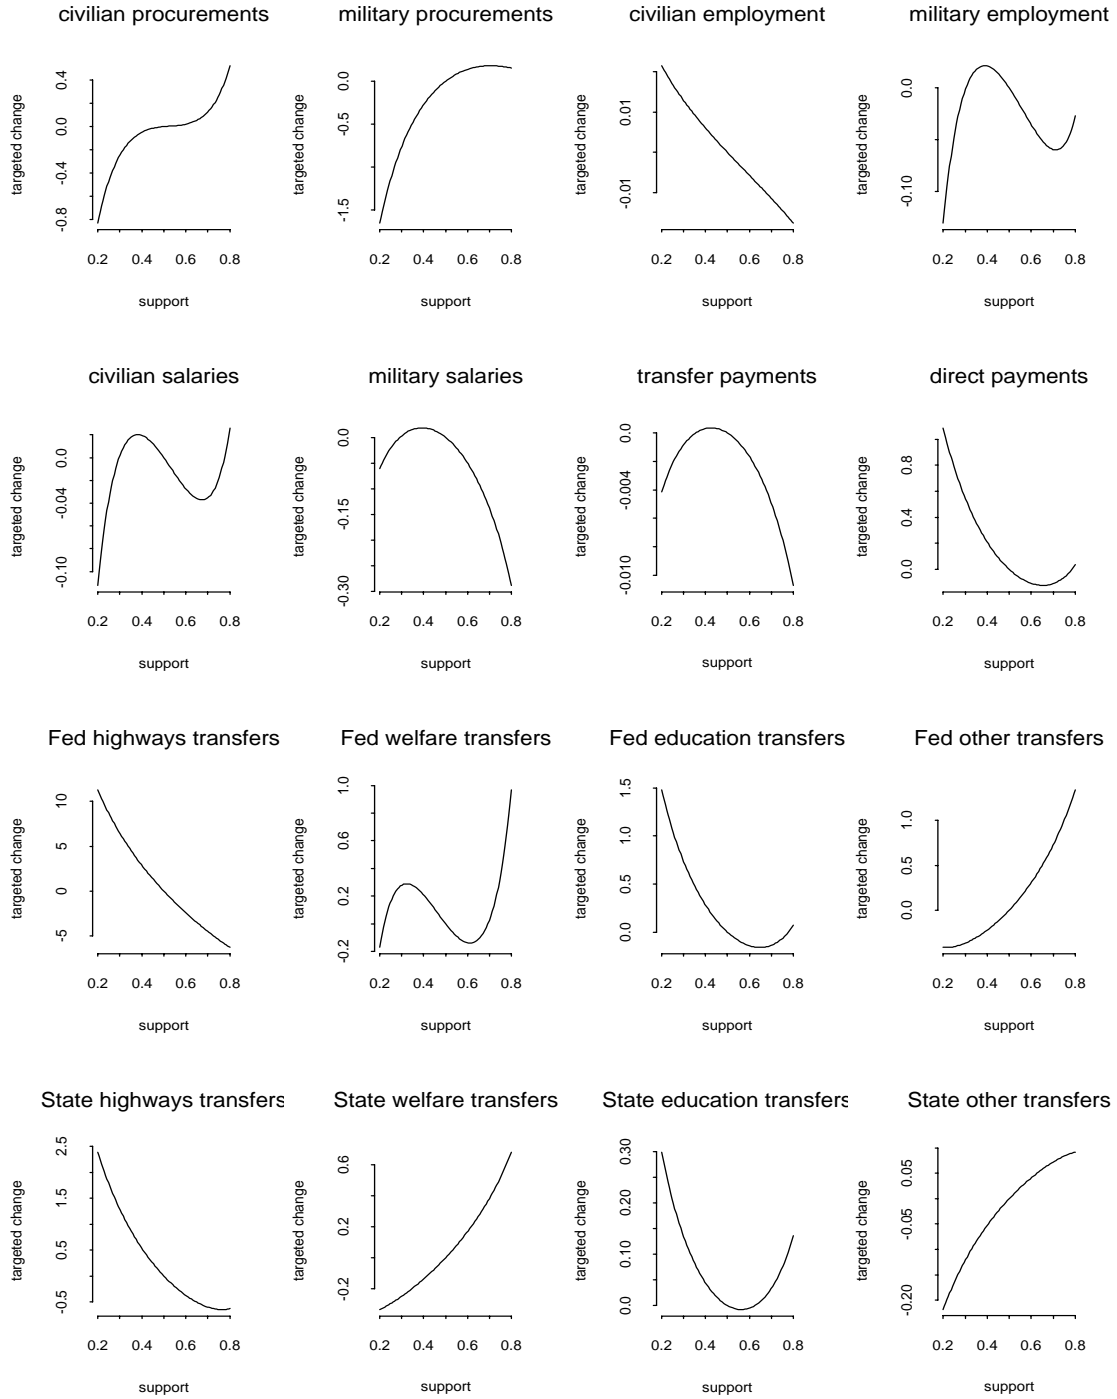 civilian procurements
military procurements
civilian employment
military employment
targeted change
-0.8 -0.4 0.0 0.4
0.2 0.4 0.6 0.8
support
targeted change
-1.5 -0.5 0.0
0.2 0.4 0.6 0.8
support
targeted change
-0.01 0.01
0.2 0.4 0.6 0.8
support
targeted change
-0.10 0.0
0.2 0.4 0.6 0.8
support
civilian salaries
military salaries
transfer payments
direct payments
targeted change
-0.10 -0.04 0.0
0.2 0.4 0.6 0.8
support
targeted change
-0.30 -0.15 0.0
0.2 0.4 0.6 0.8
support
targeted change
-0.010 -0.004 0.0
0.2 0.4 0.6 0.8
support
targeted change
0.0 0.4 0.8
0.2 0.4 0.6 0.8
support
Fed highways transfers
Fed welfare transfers
Fed education transfers
Fed other transfers
targeted change
-5 0 5 10
0.2 0.4 0.6 0.8
support
targeted change
-0.2 0.2 0.6 1.0
0.2 0.4 0.6 0.8
support
targeted change
0.0 0.5 1.0 1.5
0.2 0.4 0.6 0.8
support
targeted change
0.0 0.5 1.0
0.2 0.4 0.6 0.8
support
State highways transfers
State welfare transfers
State education transfers
State other transfers
targeted change
-0.5 0.5 1.5 2.5
0.2 0.4 0.6 0.8
support
targeted change
-0.2 0.2 0.6
0.2 0.4 0.6 0.8
support
targeted change
0.0 0.10 0.20 0.30
0.2 0.4 0.6 0.8
support
targeted change
-0.20 -0.05 0.05
0.2 0.4 0.6 0.8
support